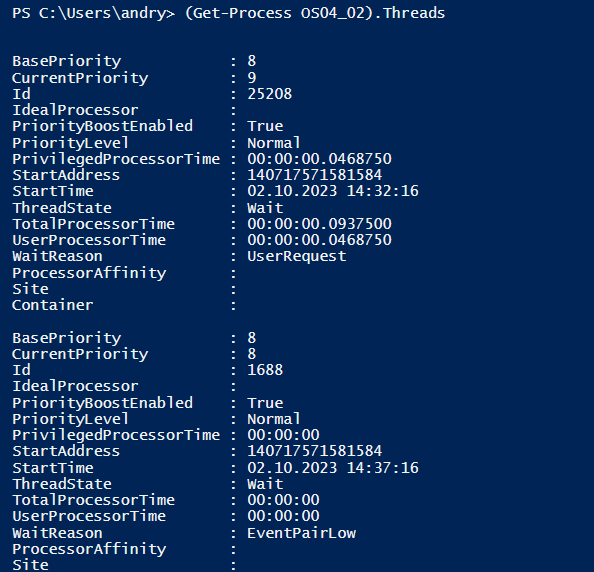 PS C:\Users\andry> (Get-Process OS04_02).Threads
BasePriority : 8
CurrentPriority : 9
Id : 25208
IdealProcessor :
PriorityBoostEnabled : True
PriorityLevel : Normal
PrivilegedProcessorTime : 00:00:00.0468750
StartAddress : 140717571581584
StartTime : 02.10.2023 14:32:16
ThreadState : Wait
TotalProcessorTime : 00:00:00.0937500
UserProcessorTime : 00:00:00.0468750
WaitReason : UserRequest
ProcessorAffinity :
Site :
Container :
BasePriority : 8
CurrentPriority : 8
Id : 1688
IdealProcessor :
PriorityBoostEnabled : True
PriorityLevel : Normal
PrivilegedProcessorTime : 00:00:00
StartAddress : 140717571581584
StartTime : 02.10.2023 14:37:16
ThreadState : Wait
TotalProcessorTime : 00:00:00
UserProcessorTime : 00:00:00
WaitReason : EventPairLow
ProcessorAffinity :
Site :